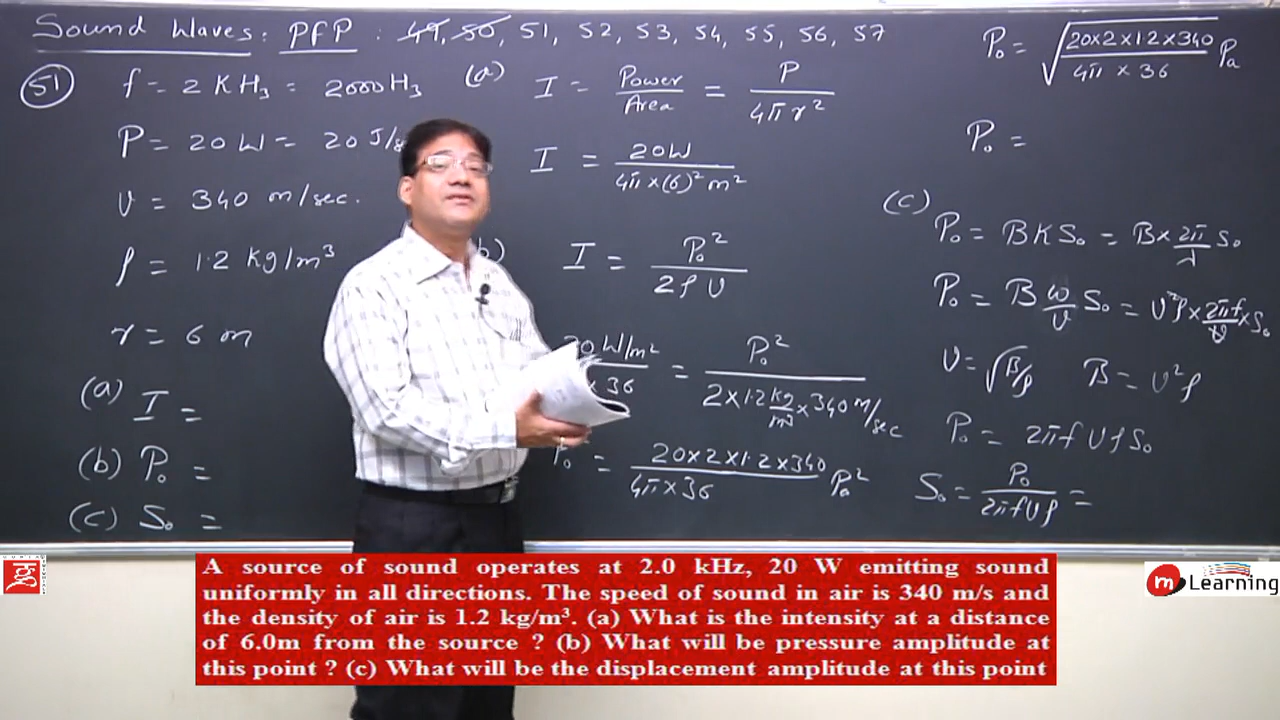 Sound Waves: PfP : 49, 50, 51, 52, 53, 54, 55, 56, 57
51 f = 2 KHz = 2000 Hz
P = 20 W = 20 J/s
v = 340 m/sec.
ρ = 1.2 kg/m³
r = 6 m
(a) I =
(b) P₀ =
(c) S₀ =
(a) I = Power/Area = P/4πr²
I = 20W/4π×(6)² m²
b) I = P₀²/2ρv
20 W/m²/× 36 = P₀²/2×1.2 kg/m³ × 340 m/sec
P₀ = 20×2×1.2×340/4π×36 Pa²
P₀ = √20×2×1.2×340/4π × 36 Pa
P₀ =
(c) P₀ = BKS₀ = B× 2π/λ S₀
P₀ = B ω/v S₀ = v²ρ × 2πf/v × S₀
v = √B/ρ B = v²ρ
P₀ = 2πf vρS₀
S₀ = P₀/2πfvρ =
A source of sound operates at 2.0 kHz, 20 W emitting sound
uniformly in all directions. The speed of sound in air is 340 m/s and
the density of air is 1.2 kg/m³. (a) What is the intensity at a distance
of 6.0m from the source ? (b) What will be pressure amplitude at
this point ? (c) What will be the displacement amplitude at this point
m Learning